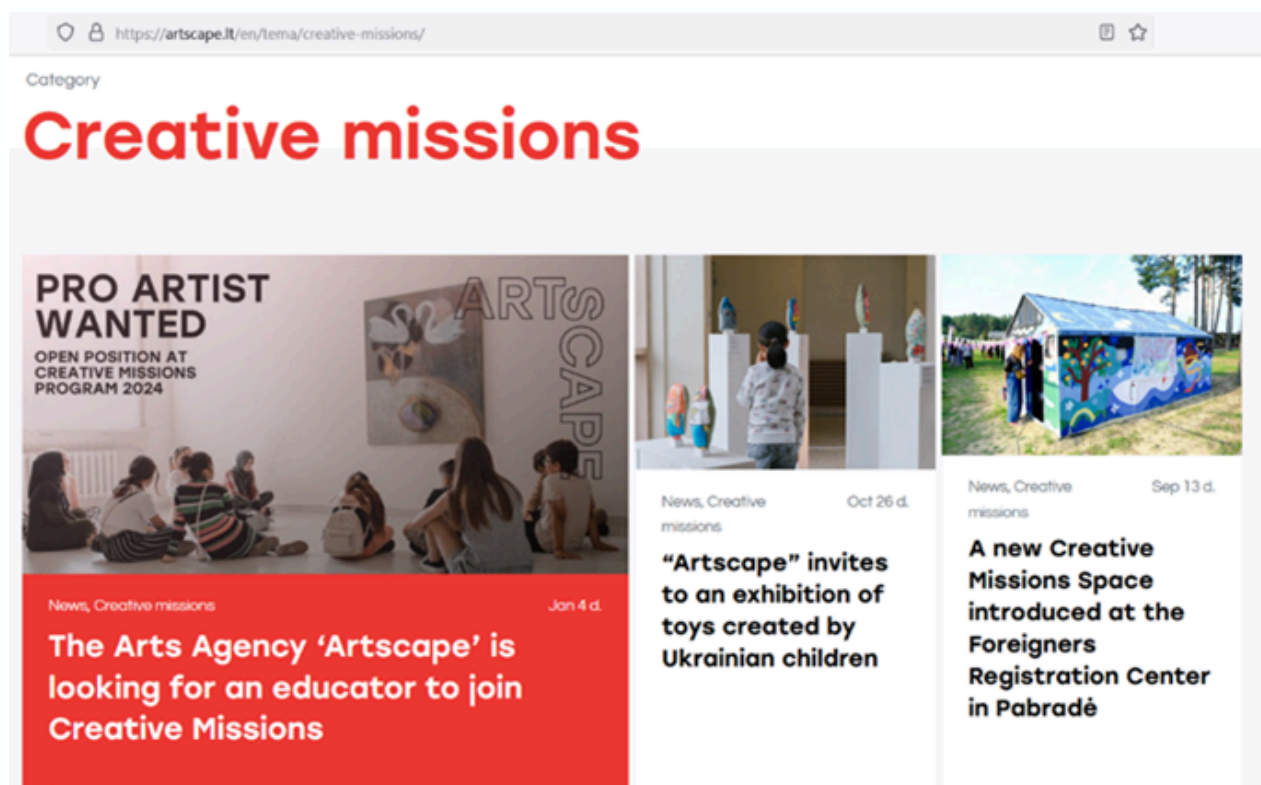 https://artscape.lt/en/tema/creative-missions/
Category
Creative missions
PRO ARTIST
WANTED
OPEN POSITION AT
CREATIVE MISSIONS
PROGRAM 2024
ARTSCAPE
News, Creative missions
Jan 4 d.
The Arts Agency ‘Artscape’ is
looking for an educator to join
Creative Missions
News, Creative
missions
Oct 26 d.
“Artscape” invites
to an exhibition of
toys created by
Ukrainian children
News, Creative
missions
Sep 13 d.
A new Creative
Missions Space
introduced at the
Foreigners
Registration Center
in Pabradė